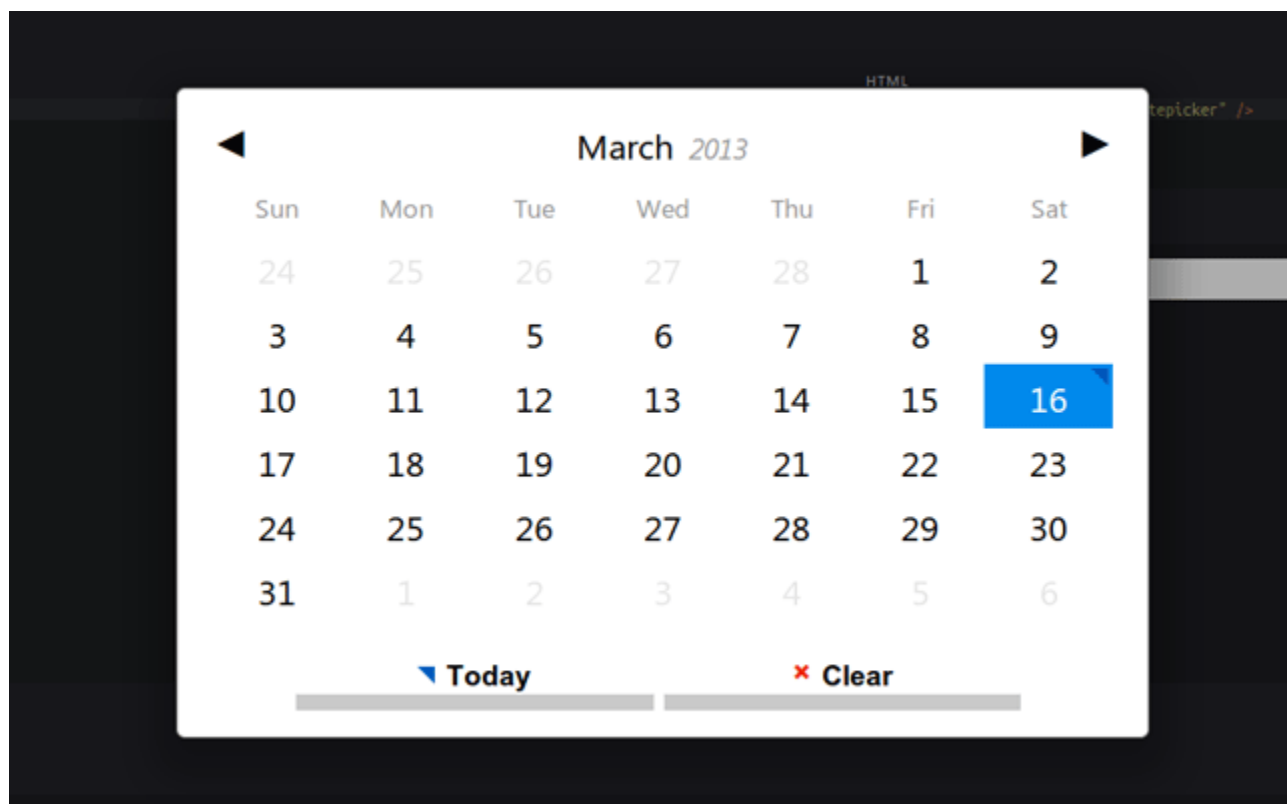 HTML
tepicker" />
◀ March 2013 ▶
Sun Mon Tue Wed Thu Fri Sat
24 25 26 27 28 1 2
3 4 5 6 7 8 9
10 11 12 13 14 15 16
17 18 19 20 21 22 23
24 25 26 27 28 29 30
31 1 2 3 4 5 6
Today × Clear